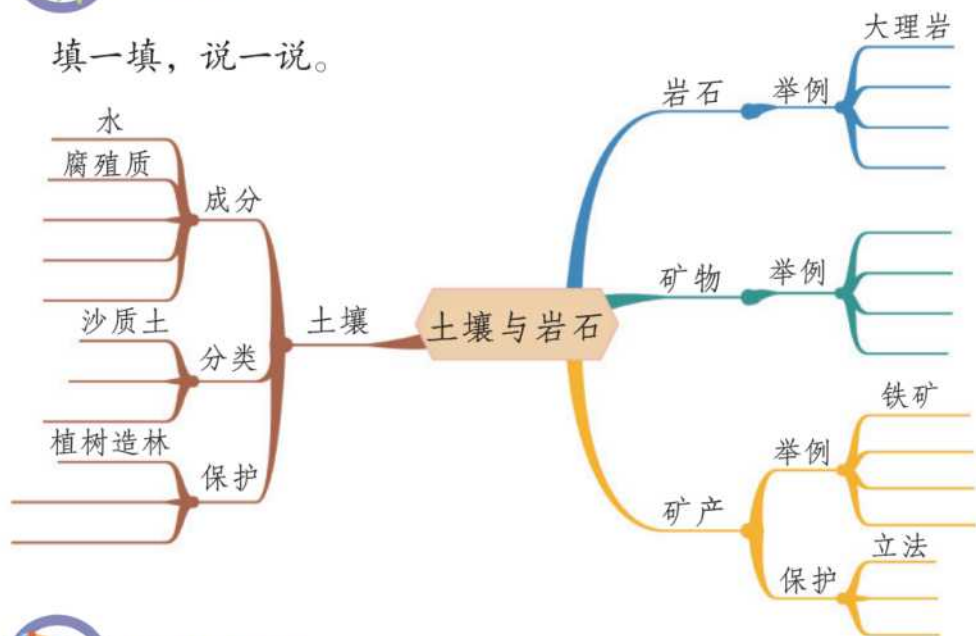 填一填，说一说。
水
腐殖质
成分
沙质土
分类
植树造林
保护
土壤
土壤与岩石
岩石
举例
大理岩
矿物
举例
矿产
举例
铁矿
保护
立法